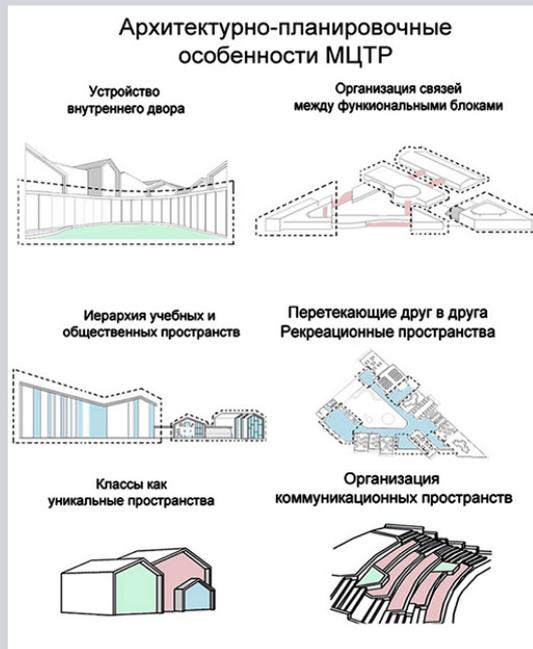 Архитектурно-планировочные
особенности МЦТР
Устройство
внутреннего двора
Организация связей
между функиональными блоками
Иерархия учебных и
общественных пространств
Перетекающие друг в друга
Рекреационные пространства
Классы как
уникальные пространства
Организация
коммуникационных пространств